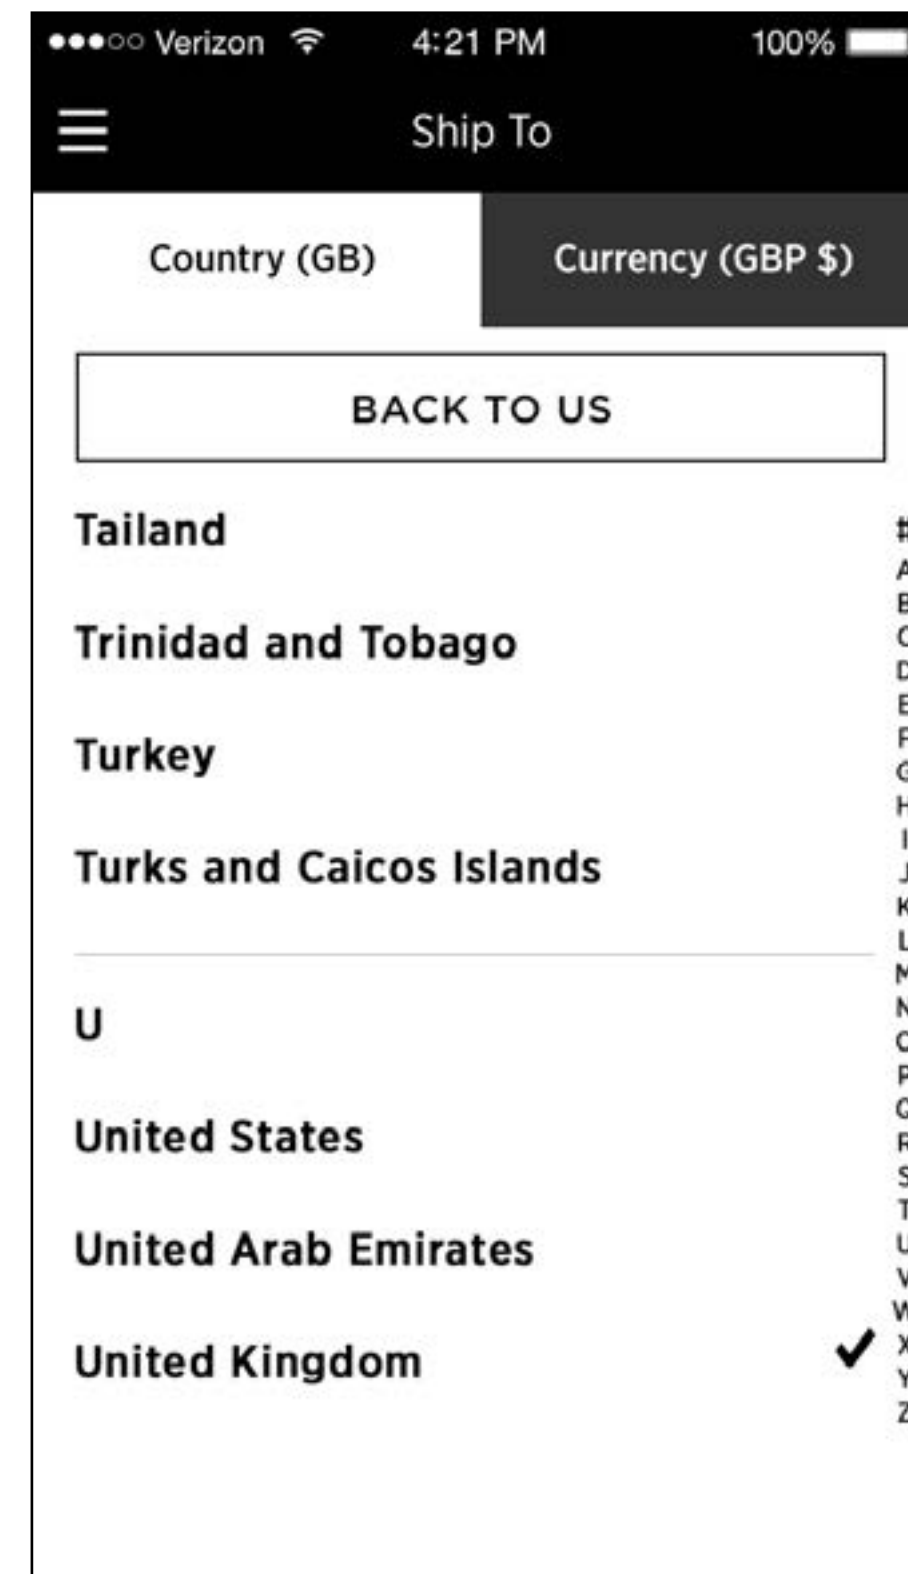 Verizon 4:21 PM 100%
Ship To
Country (GB) Currency (GBP $)
BACK TO US
Tailand
Trinidad and Tobago
Turkey
Turks and Caicos Islands
U
United States
United Arab Emirates
United Kingdom
#
A
B
C
D
E
F
G
H
I
J
K
L
M
N
O
P
Q
R
S
T
U
V
W
X
Y
Z